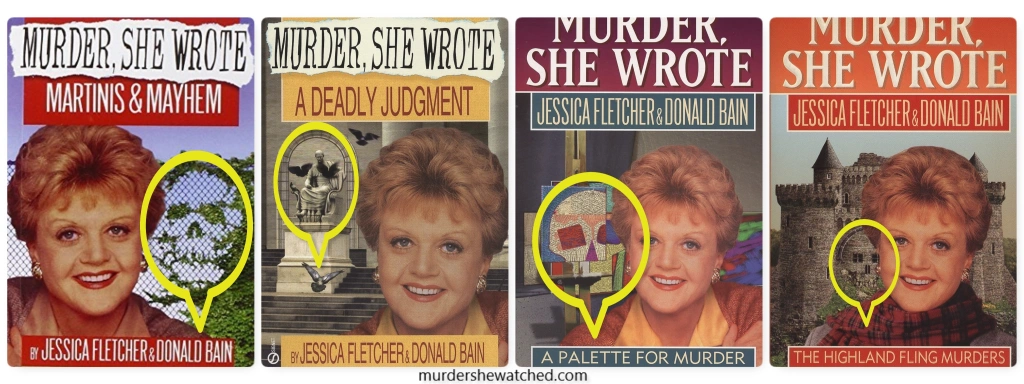 MURDER, SHE WROTE
MARTINIS & MAYHEM
BY JESSICA FLETCHER & DONALD BAIN
MURDER, SHE WROTE
A DEADLY JUDGMENT
BY JESSICA FLETCHER & DONALD BAIN
MURDER,
SHE WROTE
JESSICA FLETCHER & DONALD BAIN
A PALETTE FOR MURDER
MURDER,
SHE WROTE
JESSICA FLETCHER & DONALD BAIN
THE HIGHLAND FLING MURDERS
murdershewatched.com